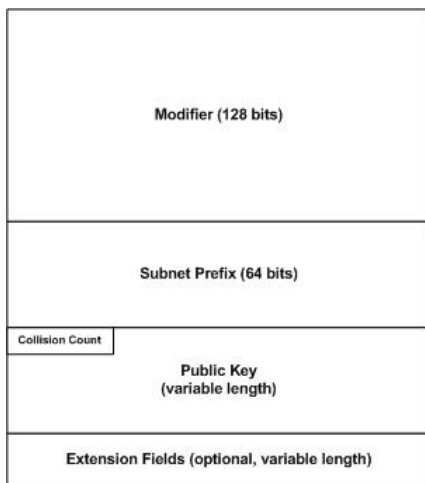 Modifier (128 bits)
Subnet Prefix (64 bits)
Collision Count
Public Key
(variable length)
Extension Fields (optional, variable length)